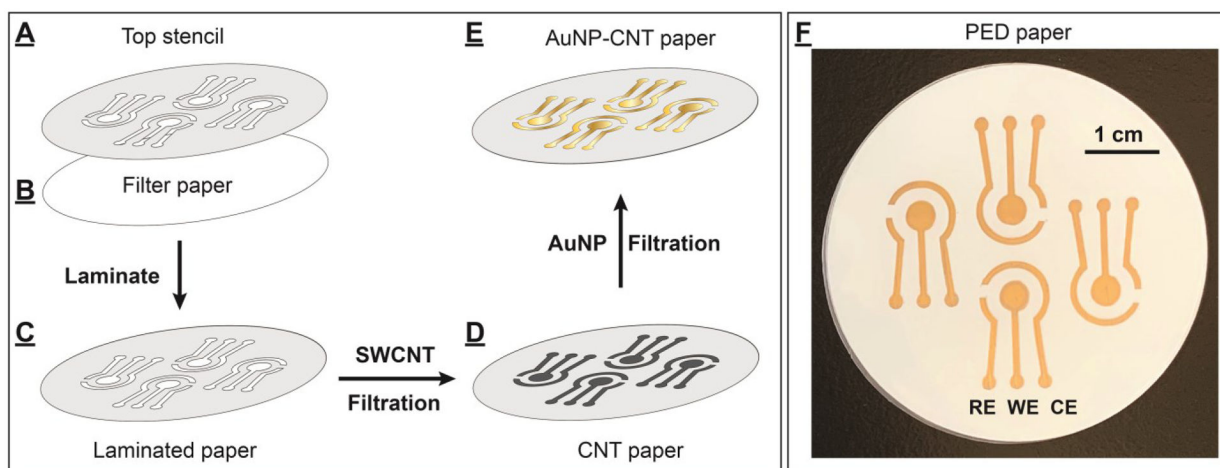 A
Top stencil
B
Filter paper
Laminate
C
Laminated paper
SWCNT
Filtration
D
CNT paper
AuNP Filtration
E
AuNP-CNT paper
F
PED paper
1 cm
RE WE CE